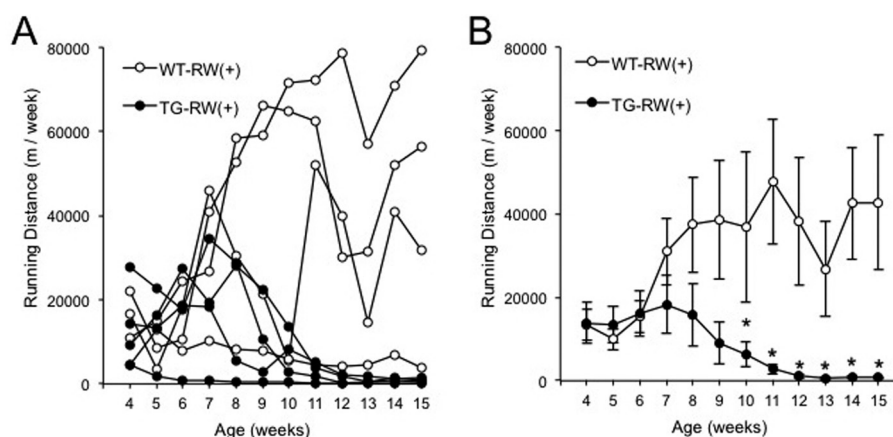 A
Running Distance (m / week)
80000
60000
40000
20000
0
WT-RW(+)
TG-RW(+)
4 5 6 7 8 9 10 11 12 13 14 15
Age (weeks)
B
Running Distance (m / week)
80000
60000
40000
20000
0
WT-RW(+)
TG-RW(+)
* * * * * *
4 5 6 7 8 9 10 11 12 13 14 15
Age (weeks)